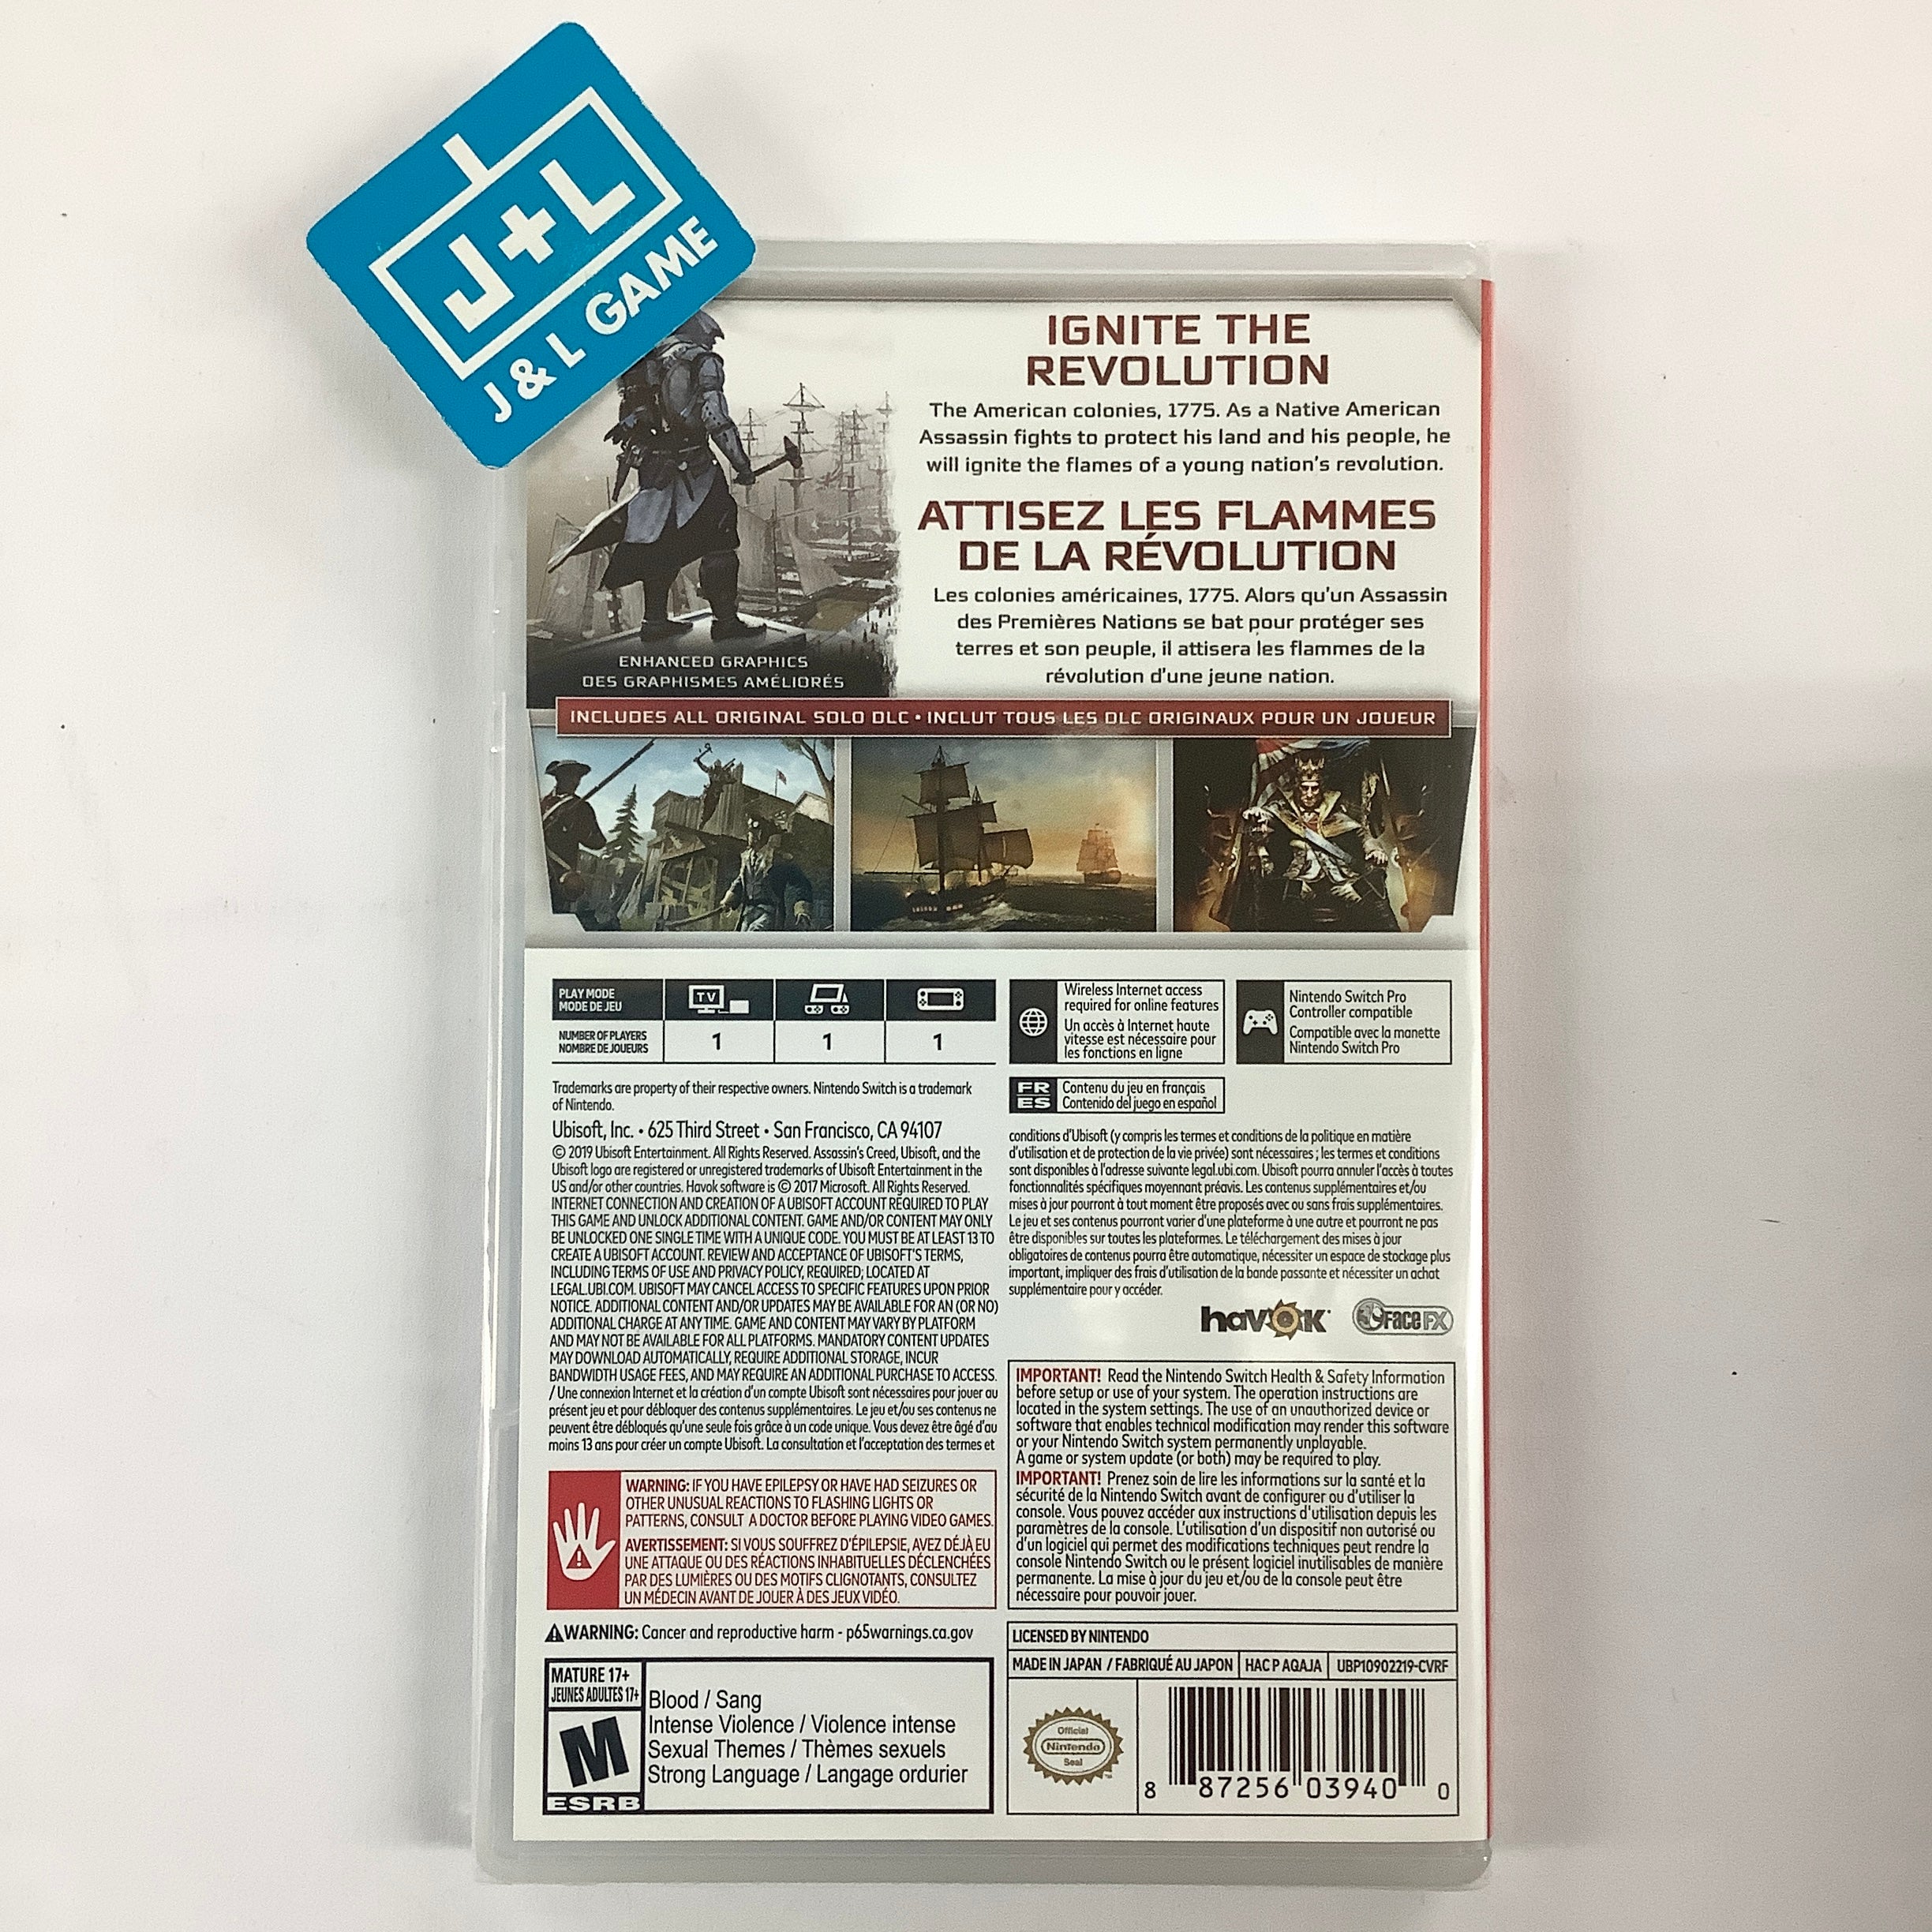 J+L
J & L GAME
IGNITE THE
REVOLUTION
The American colonies, 1775. As a Native American
Assassin fights to protect his land and his people, he
will ignite the flames of a young nation's revolution.
ATTISEZ LES FLAMMES
DE LA RÉVOLUTION
Les colonies américaines, 1775. Alors qu'un Assassin
des Premières Nations se bat pour protéger ses
terres et son peuple, il attisera les flammes de la
révolution d'une jeune nation.
ENHANCED GRAPHICS
DES GRAPHISMES AMÉLIORÉS
INCLUDES ALL ORIGINAL SOLO DLC • INCLUT TOUS LES DLC ORIGINAUX POUR UN JOUEUR
PLAY MODE
MODE DE JEU
TV
NUMBER OF PLAYERS
NOMBRE DE JOUEURS
1 1 1
Wireless Internet access
required for online features
Un accès à Internet haute
vitesse est nécessaire pour
les fonctions en ligne
Nintendo Switch Pro
Controller compatible
Compatible avec la manette
Nintendo Switch Pro
FR Contenu du jeu en français
ES Contenido del juego en español
Trademarks are property of their respective owners. Nintendo Switch is a trademark
of Nintendo.
Ubisoft, Inc. • 625 Third Street • San Francisco, CA 94107
© 2019 Ubisoft Entertainment. All Rights Reserved. Assassin's Creed, Ubisoft, and the
Ubisoft logo are registered or unregistered trademarks of Ubisoft Entertainment in the
US and/or other countries. Havok software is © 2017 Microsoft. All Rights Reserved.
INTERNET CONNECTION AND CREATION OF A UBISOFT ACCOUNT REQUIRED TO PLAY
THIS GAME AND UNLOCK ADDITIONAL CONTENT. GAME AND/OR CONTENT MAY ONLY
BE UNLOCKED ONE SINGLE TIME WITH A UNIQUE CODE. YOU MUST BE AT LEAST 13 TO
CREATE A UBISOFT ACCOUNT. REVIEW AND ACCEPTANCE OF UBISOFT'S TERMS,
INCLUDING TERMS OF USE AND PRIVACY POLICY, REQUIRED; LOCATED AT
LEGAL.UBI.COM. UBISOFT MAY CANCEL ACCESS TO SPECIFIC FEATURES UPON PRIOR
NOTICE. ADDITIONAL CONTENT AND/OR UPDATES MAY BE AVAILABLE FOR AN (OR NO)
ADDITIONAL CHARGE AT ANY TIME. GAME AND CONTENT MAY VARY BY PLATFORM
AND MAY NOT BE AVAILABLE FOR ALL PLATFORMS. MANDATORY CONTENT UPDATES
MAY DOWNLOAD AUTOMATICALLY, REQUIRE ADDITIONAL STORAGE, INCUR
BANDWIDTH USAGE FEES, AND MAY REQUIRE AN ADDITIONAL PURCHASE TO ACCESS.
/ Une connexion Internet et la création d'un compte Ubisoft sont nécessaires pour jouer au
présent jeu et pour débloquer des contenus supplémentaires. Le jeu et/ou ses contenus ne
peuvent être débloqués qu'une seule fois grâce à un code unique. Vous devez être âgé d'au
moins 13 ans pour créer un compte Ubisoft. La consultation et l'acceptation des termes et
conditions d'Ubisoft (y compris les termes et conditions de la politique en matière
d'utilisation et de protection de la vie privée) sont nécessaires ; les termes et conditions
sont disponibles à l'adresse suivante legal.ubi.com. Ubisoft pourra annuler l'accès à toutes
fonctionnalités spécifiques moyennant préavis. Les contenus supplémentaires et/ou
mises à jour pourront à tout moment être proposés avec ou sans frais supplémentaires.
Le jeu et ses contenus pourront varier d'une plateforme à une autre et pourront ne pas
être disponibles sur toutes les plateformes. Le téléchargement des mises à jour
obligatoires de contenus pourra être automatique, nécessiter un espace de stockage plus
important, impliquer des frais d'utilisation de la bande passante et nécessiter un achat
supplémentaire pour y accéder.
havok FaceFX
WARNING: IF YOU HAVE EPILEPSY OR HAVE HAD SEIZURES OR
OTHER UNUSUAL REACTIONS TO FLASHING LIGHTS OR
PATTERNS, CONSULT A DOCTOR BEFORE PLAYING VIDEO GAMES.
AVERTISSEMENT: SI VOUS SOUFFREZ D'ÉPILEPSIE, AVEZ DÉJÀ EU
UNE ATTAQUE OU DES RÉACTIONS INHABITUELLES DÉCLENCHÉES
PAR DES LUMIÈRES OU DES MOTIFS CLIGNOTANTS, CONSULTEZ
UN MÉDECIN AVANT DE JOUER À DES JEUX VIDÉO.
WARNING: Cancer and reproductive harm - p65warnings.ca.gov
IMPORTANT! Read the Nintendo Switch Health & Safety Information
before setup or use of your system. The operation instructions are
located in the system settings. The use of an unauthorized device or
software that enables technical modification may render this software
or your Nintendo Switch system permanently unplayable.
A game or system update (or both) may be required to play.
IMPORTANT! Prenez soin de lire les informations sur la santé et la
sécurité de la Nintendo Switch avant de configurer ou d'utiliser la
console. Vous pouvez accéder aux instructions d'utilisation depuis les
paramètres de la console. L'utilisation d'un dispositif non autorisé ou
d'un logiciel qui permet des modifications techniques peut rendre la
console Nintendo Switch ou le présent logiciel inutilisables de manière
permanente. La mise à jour du jeu et/ou de la console peut être
nécessaire pour pouvoir jouer.
MATURE 17+
JEUNES ADULTES 17+
M
ESRB
Blood / Sang
Intense Violence / Violence intense
Sexual Themes / Thèmes sexuels
Strong Language / Langage ordurier
LICENSED BY NINTENDO
MADE IN JAPAN / FABRIQUÉ AU JAPON HAC P AQAJA UBP10902219-CVRF
Official
Nintendo
Seal
8 87256 03940 0